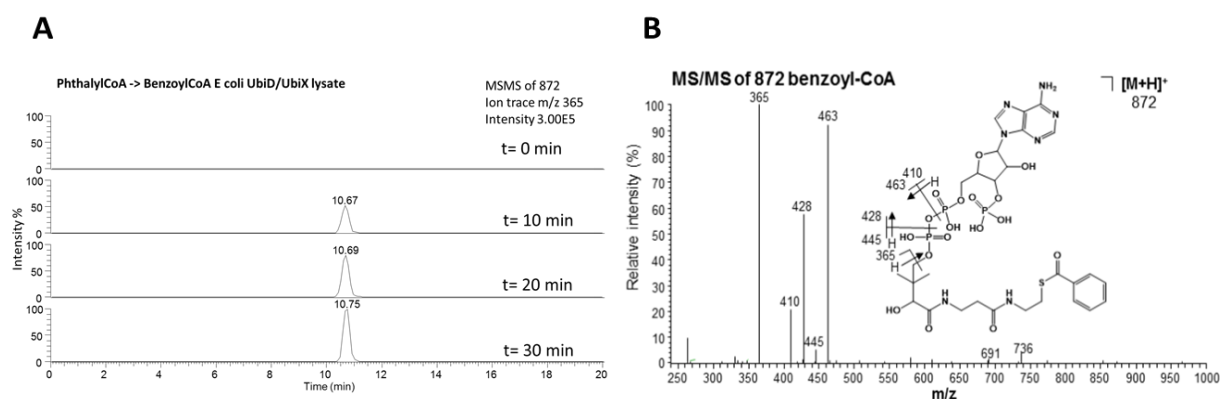 A
PhthalylCoA -> BenzoylCoA E coli UbiD/UbiX lysate
MSMS of 872
Ion trace m/z 365
Intensity 3.00E5
Intensity %
100
50
0
t= 0 min
100
50
0
10.67
t= 10 min
100
50
0
10.69
t= 20 min
100
50
0
10.75
t= 30 min
0 2 4 6 8 10 12 14 16 18 20
Time (min)
B
MS/MS of 872 benzoyl-CoA
[M+H]+
872
Relative intensity (%)
100
90
80
70
60
50
40
30
20
10
0
365
463
428
410
445
691
736
NH2
N
N
N
N
O
OH
O
O
O
P
OH
HO
410
463
H
O
P
OH
O
428
445
H
HO
P
O
365
H
O
HO
O
H
N
O
H
N
S
O
250 300 350 400 450 500 550 600 650 700 750 800 850 900 950 1000
m/z